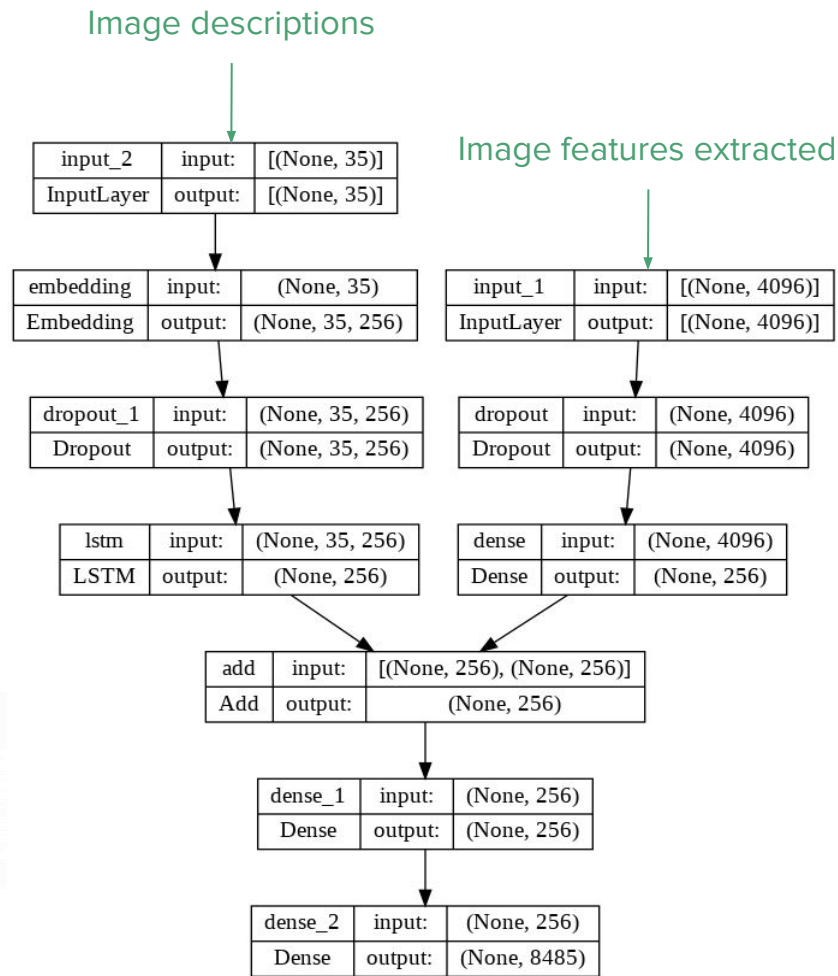 Image descriptions
Image features extracted
input_2 input: [(None, 35)]
InputLayer output: [(None, 35)]
embedding input: (None, 35)
Embedding output: (None, 35, 256)
input_1 input: [(None, 4096)]
InputLayer output: [(None, 4096)]
dropout_1 input: (None, 35, 256)
Dropout output: (None, 35, 256)
dropout input: (None, 4096)
Dropout output: (None, 4096)
lstm input: (None, 35, 256)
LSTM output: (None, 256)
dense input: (None, 4096)
Dense output: (None, 256)
add input: [(None, 256), (None, 256)]
Add output: (None, 256)
dense_1 input: (None, 256)
Dense output: (None, 256)
dense_2 input: (None, 256)
Dense output: (None, 8485)